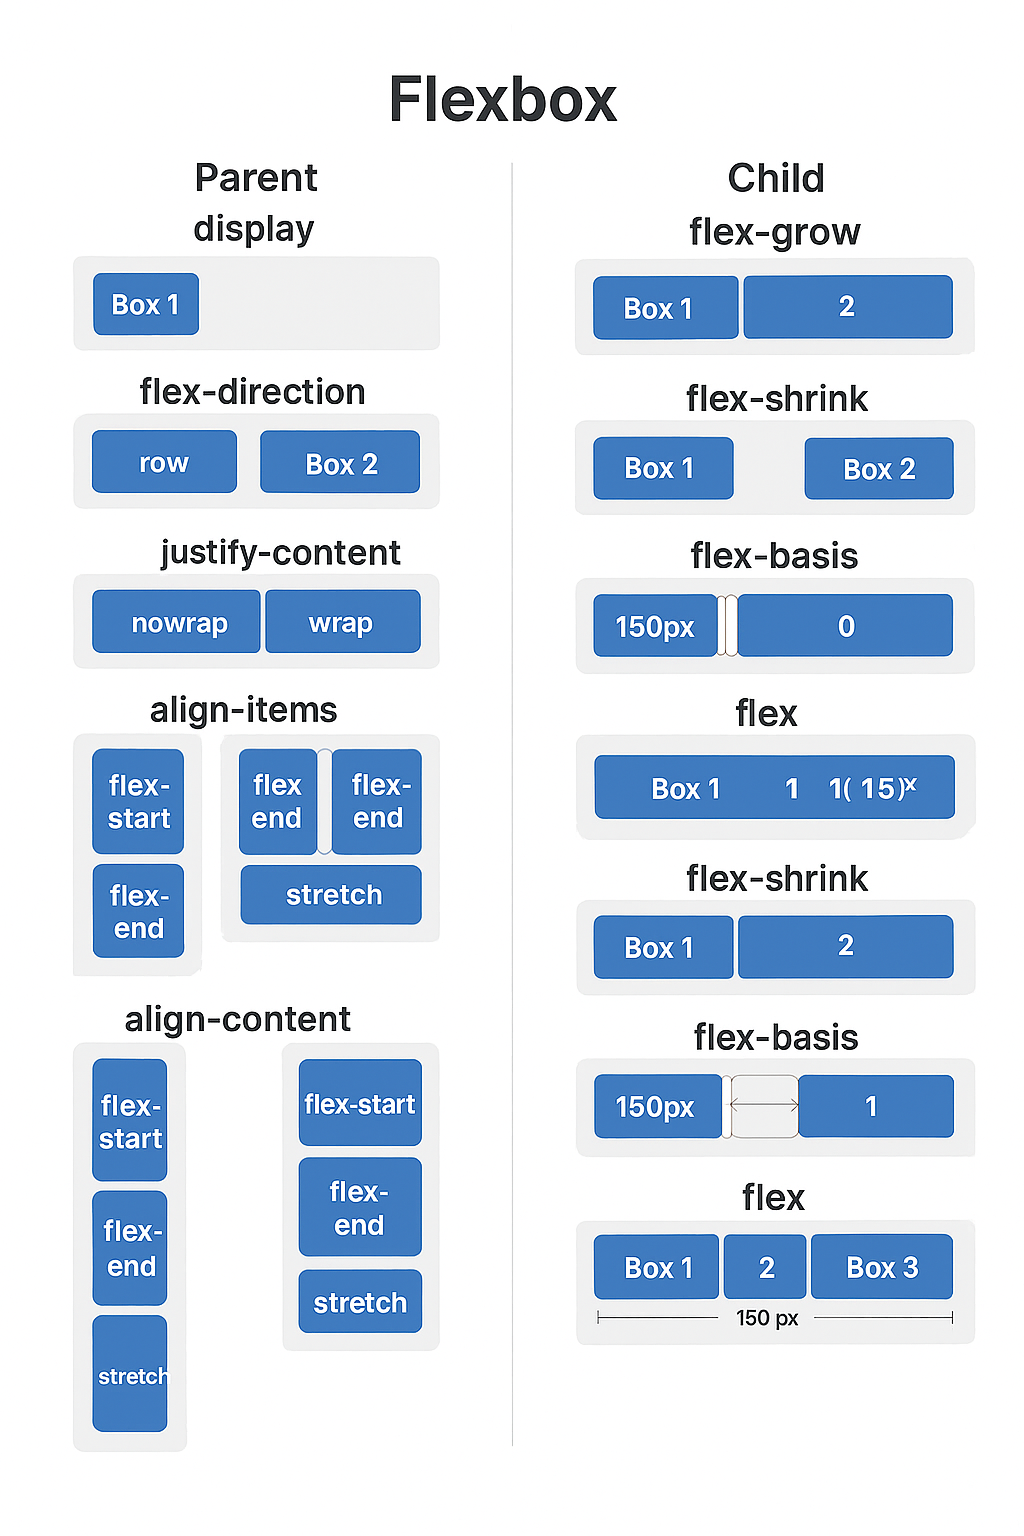 Flexbox
Parent
display
Box 1
flex-direction
row
Box 2
justify-content
nowrap
wrap
align-items
flex-
start
flex-
end
flex
end
flex-
end
stretch
align-content
flex-
start
flex-
end
stretch
flex-start
flex-
end
stretch
Child
flex-grow
Box 1
2
flex-shrink
Box 1
Box 2
flex-basis
150px
0
flex
Box 1 1 1( 15)x
flex-shrink
Box 1
2
flex-basis
150px
1
flex
Box 1
2
Box 3
150 px